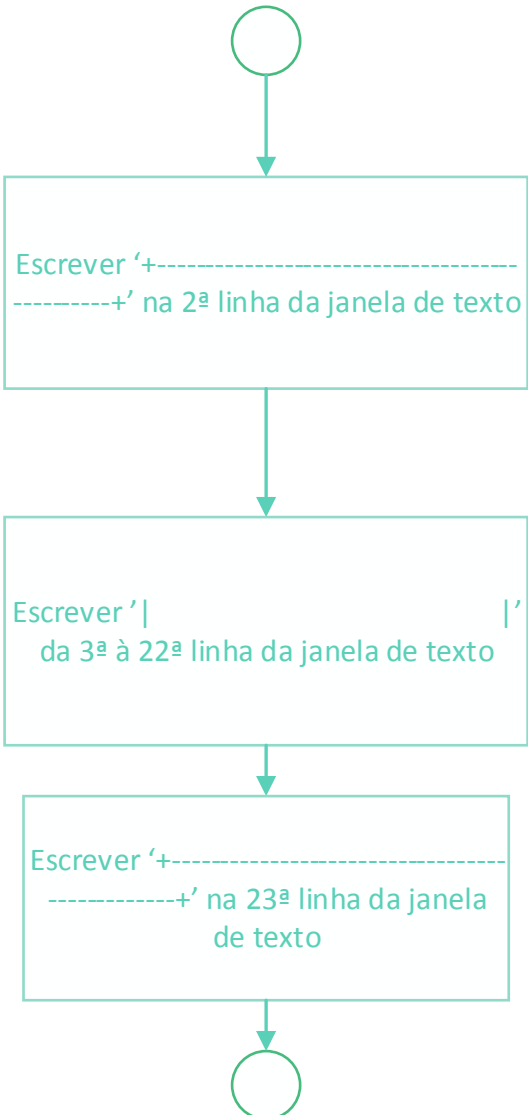 Escrever ‘+-------------------------------------
----------+’ na 2ª linha da janela de texto
Escrever ’|                                        |’
da 3ª à 22ª linha da janela de texto
Escrever ‘+----------------------------------
-------------+’ na 23ª linha da janela
de texto